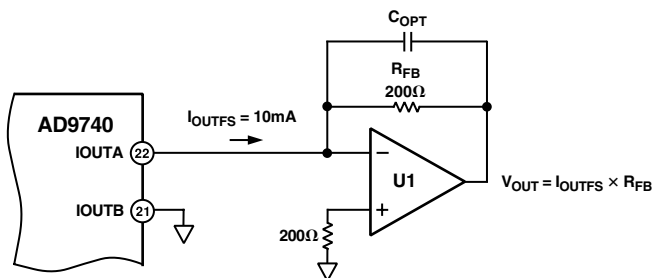 C_OPT
R_FB
200Ω
AD9740
I_OUTFS = 10mA
IOUTA 22
−
U1
V_OUT = I_OUTFS × R_FB
IOUTB 21
+
200Ω